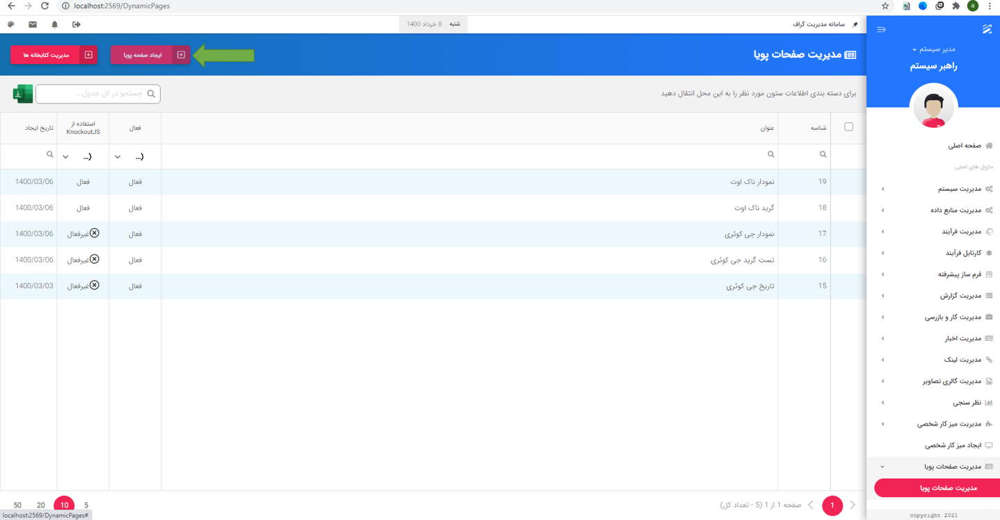 localhost:2569/DynamicPages
a
سامانه مدیریت گراف
شنبه 8 خرداد 1400
مدیر سیستم
راهبر سیستم
مدیریت صفحات پویا
ایجاد صفحه پویا
مدیریت کتابخانه ها
برای دسته بندی اطلاعات ستون مورد نظر را به این محل انتقال دهید
جستجو در کل جدول...
شناسه عنوان فعال استفاده از KnockoutJS تاریخ ایجاد
(... (...
19 نمودار ناک اوت فعال فعال 1400/03/06
18 گرید ناک اوت فعال فعال 1400/03/06
17 نمودار جی کوئری فعال غیرفعال 1400/03/06
16 تست گرید جی کوئری فعال غیرفعال 1400/03/06
15 تاریخ جی کوئری فعال غیرفعال 1400/03/03
1 صفحه 1 از 1 (5 - تعداد کل)
5 10 20 50
صفحه اصلی
ماژول های اصلی
مدیریت سیستم
مدیریت منابع داده
مدیریت فرآیند
کارتابل فرآیند
فرم ساز پیشرفته
مدیریت گزارش
مدیریت کار و بازرسی
مدیریت اخبار
مدیریت لینک
مدیریت گالری تصاویر
نظر سنجی
مدیریت میز کار شخصی
ایجاد میز کار شخصی
مدیریت صفحات پویا
مدیریت صفحات پویا
copyright 2021
localhost:2569/DynamicPages#